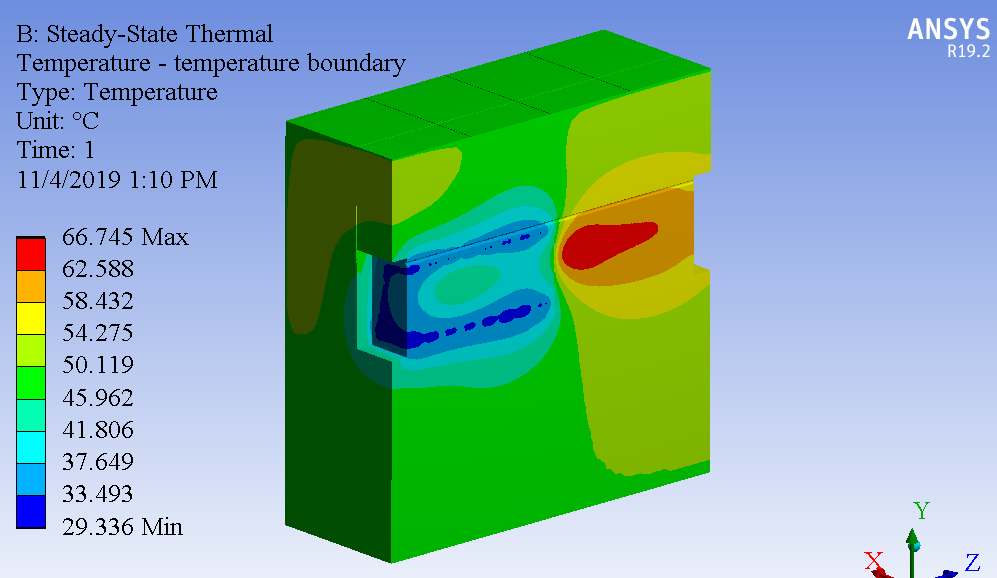 B: Steady-State Thermal
Temperature - temperature boundary
Type: Temperature
Unit: °C
Time: 1
11/4/2019 1:10 PM
ANSYS
R19.2
66.745 Max
62.588
58.432
54.275
50.119
45.962
41.806
37.649
33.493
29.336 Min
Y
X
Z